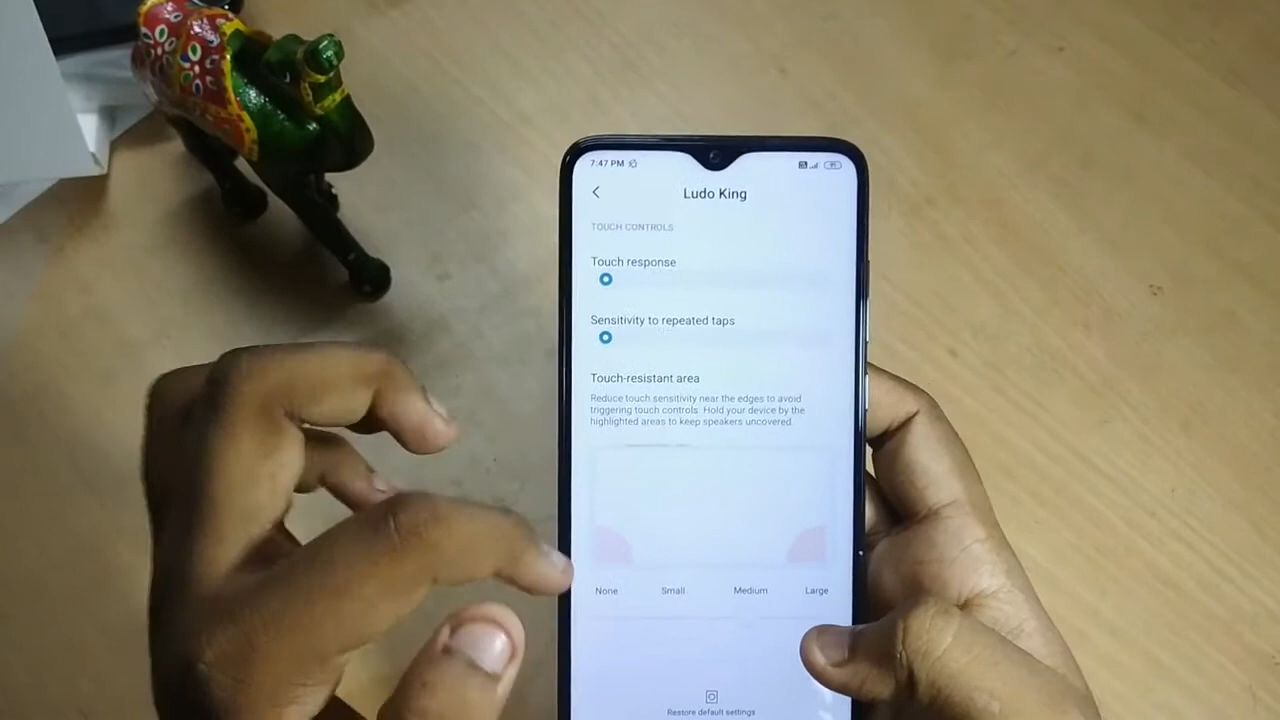 7:47 PM
Ludo King
TOUCH CONTROLS
Touch response
Sensitivity to repeated taps
Touch-resistant area
Reduce touch sensitivity near the edges to avoid
triggering touch controls. Hold your device by the
highlighted areas to keep speakers uncovered.
None Small Medium Large
Restore default settings